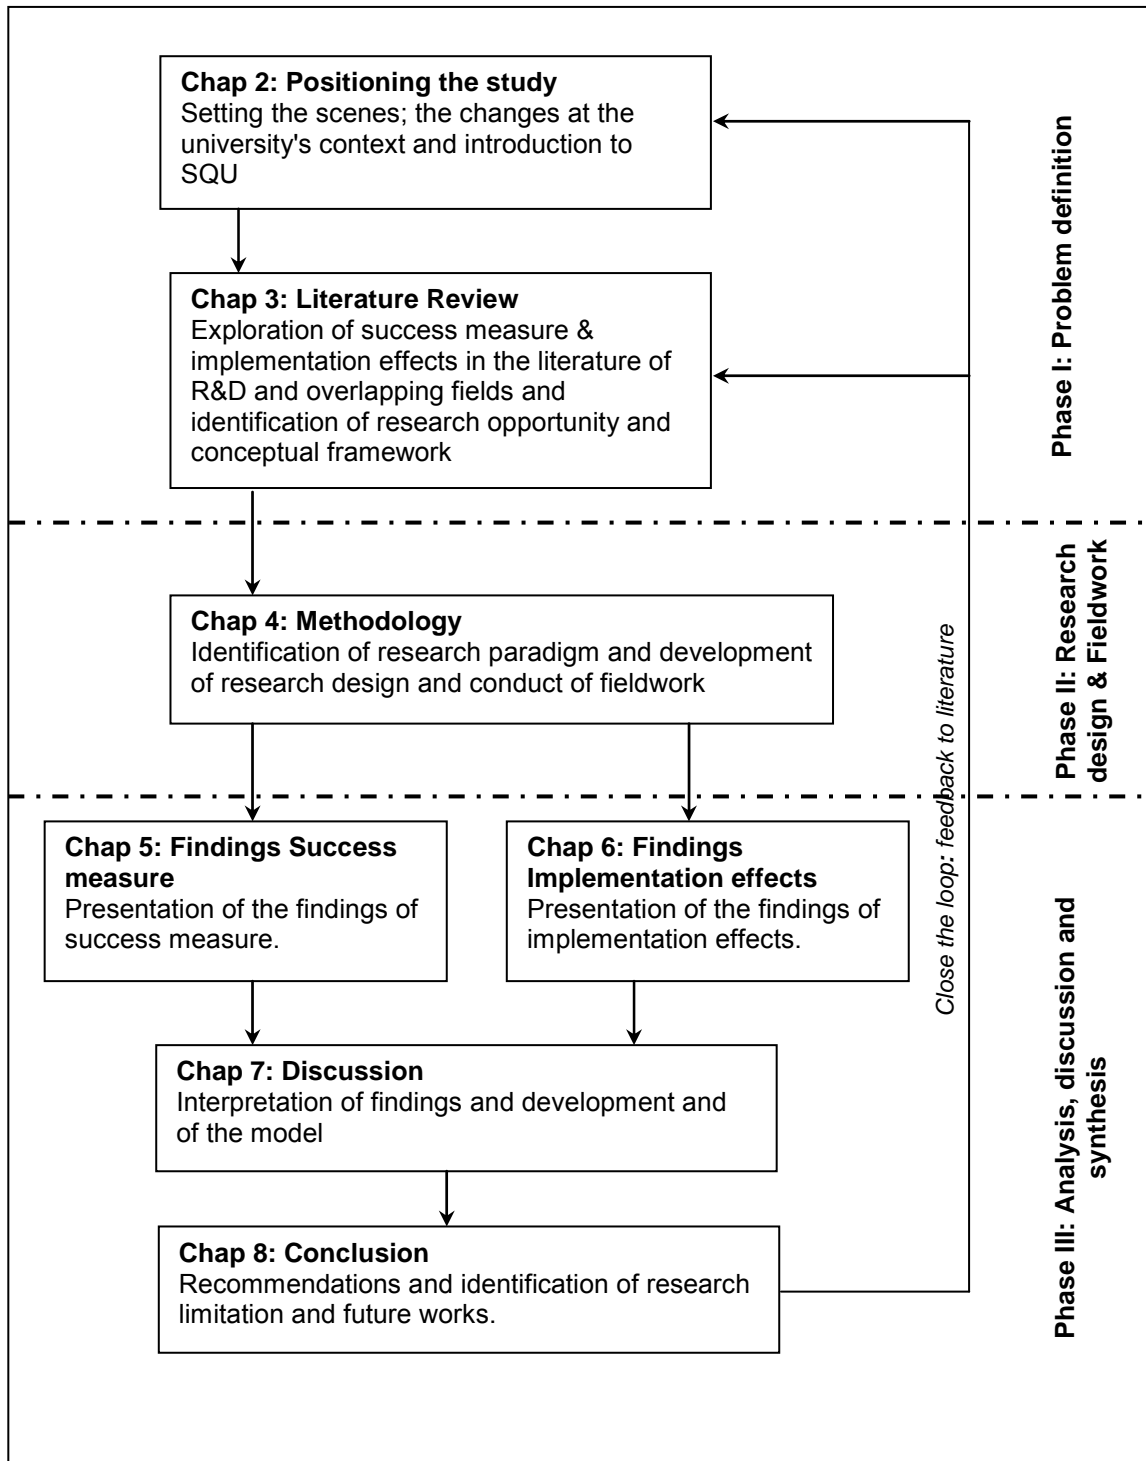 Chap 2: Positioning the study
Setting the scenes; the changes at the
university's context and introduction to
SQU
Phase I: Problem definition
Chap 3: Literature Review
Exploration of success measure &
implementation effects in the literature of
R&D and overlapping fields and
identification of research opportunity and
conceptual framework
Chap 4: Methodology
Identification of research paradigm and development
of research design and conduct of fieldwork
Phase II: Research
design & Fieldwork
Close the loop: feedback to literature
Chap 5: Findings Success
measure
Presentation of the findings of
success measure.
Chap 6: Findings
Implementation effects
Presentation of the findings of
implementation effects.
Chap 7: Discussion
Interpretation of findings and development and
of the model
Chap 8: Conclusion
Recommendations and identification of research
limitation and future works.
Phase III: Analysis, discussion and
synthesis